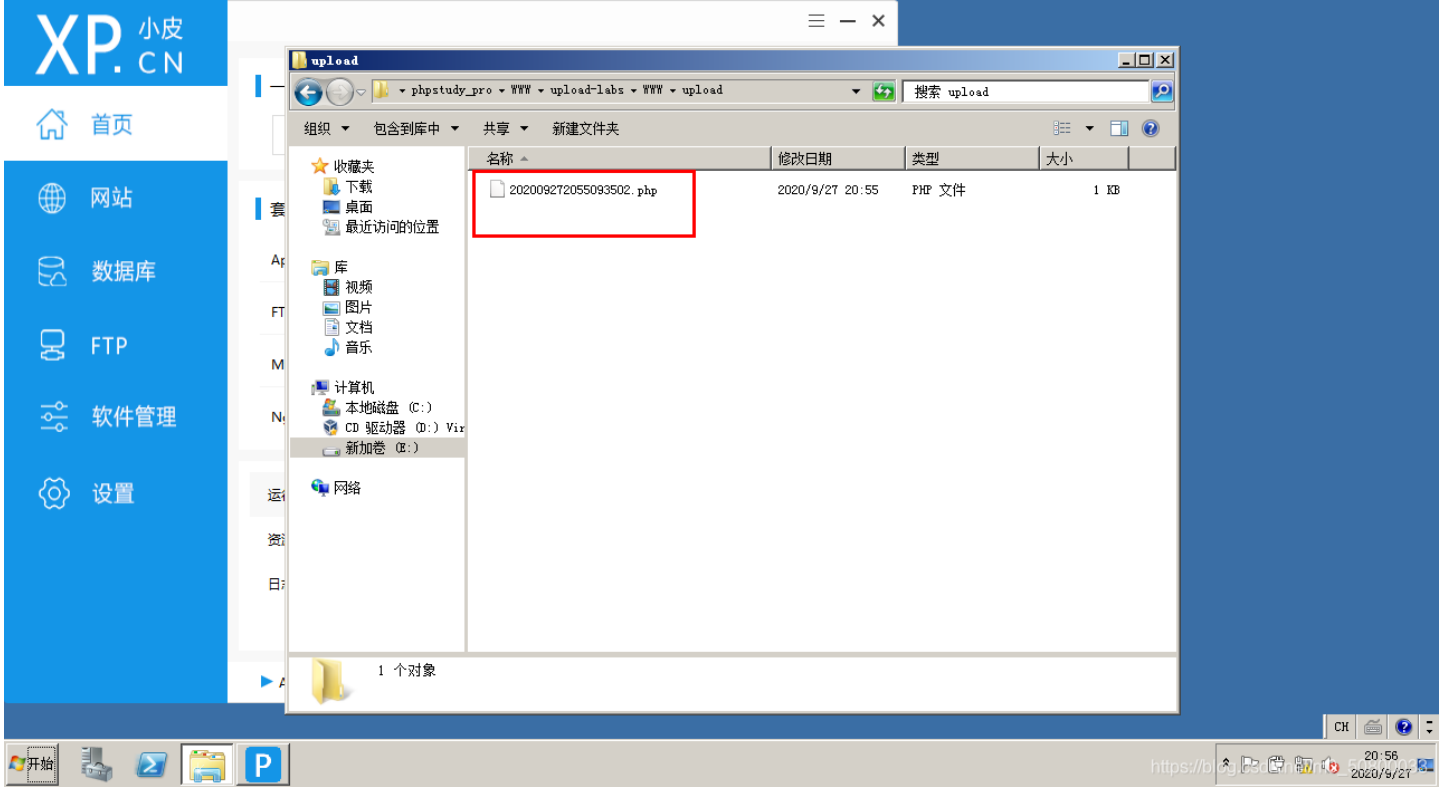 XP.CN 小皮
首页
网站
数据库
FTP
软件管理
设置
一
套
FT
M
运
日
upload
phpstudy_pro WWW upload-labs WWW upload
搜索 upload
组织 包含到库中 共享 新建文件夹
名称 修改日期 类型 大小
202009272055093502.php 2020/9/27 20:55 PHP 文件 1 KB
收藏夹
下载
桌面
最近访问的位置
库
视频
图片
文档
音乐
计算机
本地磁盘 (C:)
CD 驱动器 (D:) Vir
新加卷 (E:)
网络
1 个对象
CH
开始
P
20:56
2020/9/27